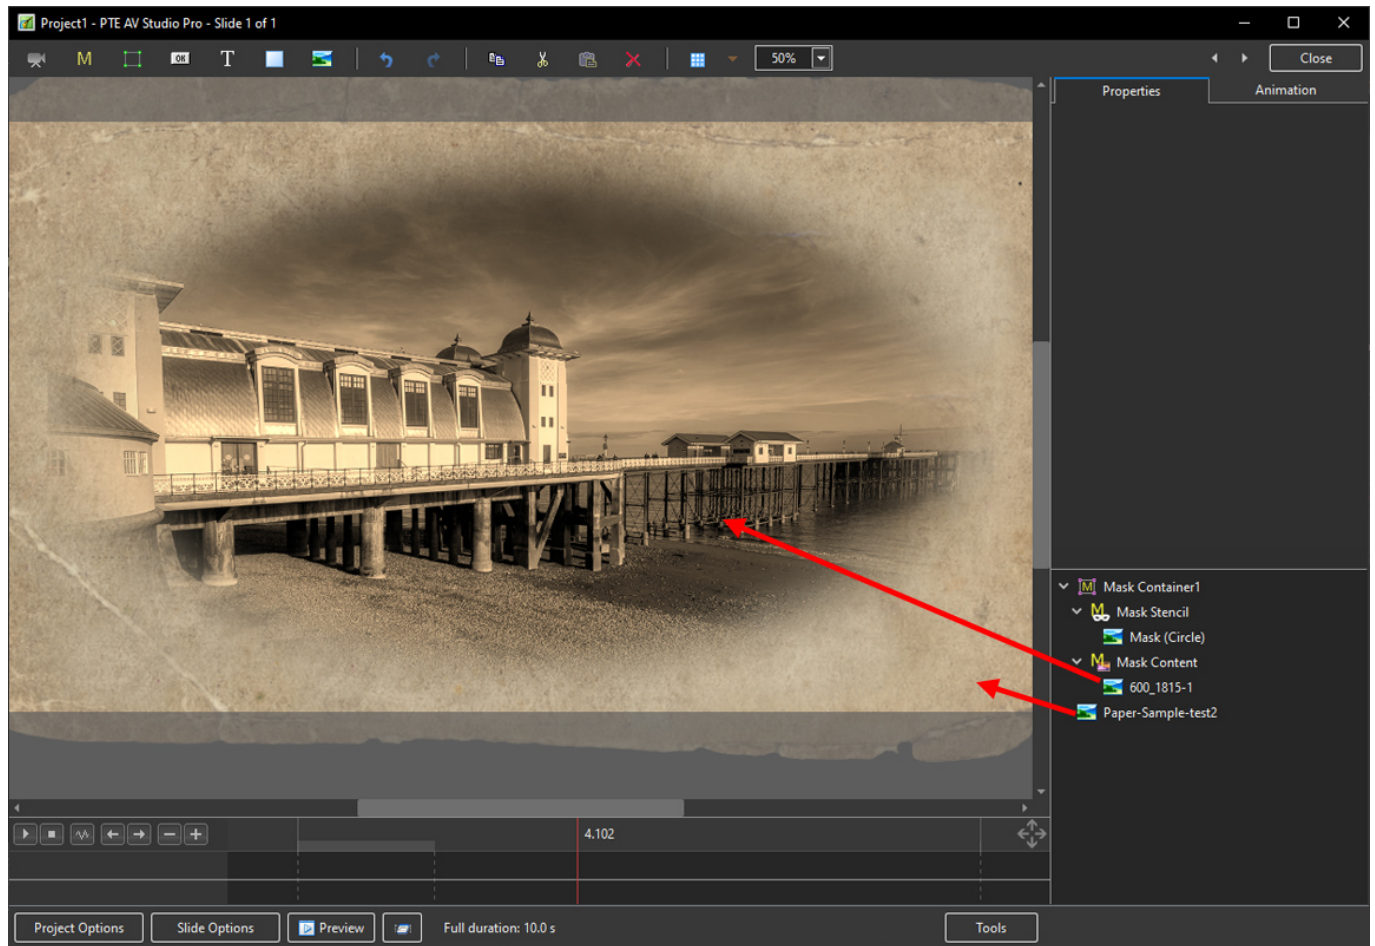 Project1 - PTE AV Studio Pro - Slide 1 of 1
M
OK
T
50%
Close
Properties
Animation
Mask Container1
Mask Stencil
Mask (Circle)
Mask Content
600_1815-1
Paper-Sample-test2
4.102
Project Options
Slide Options
Preview
Full duration: 10.0 s
Tools